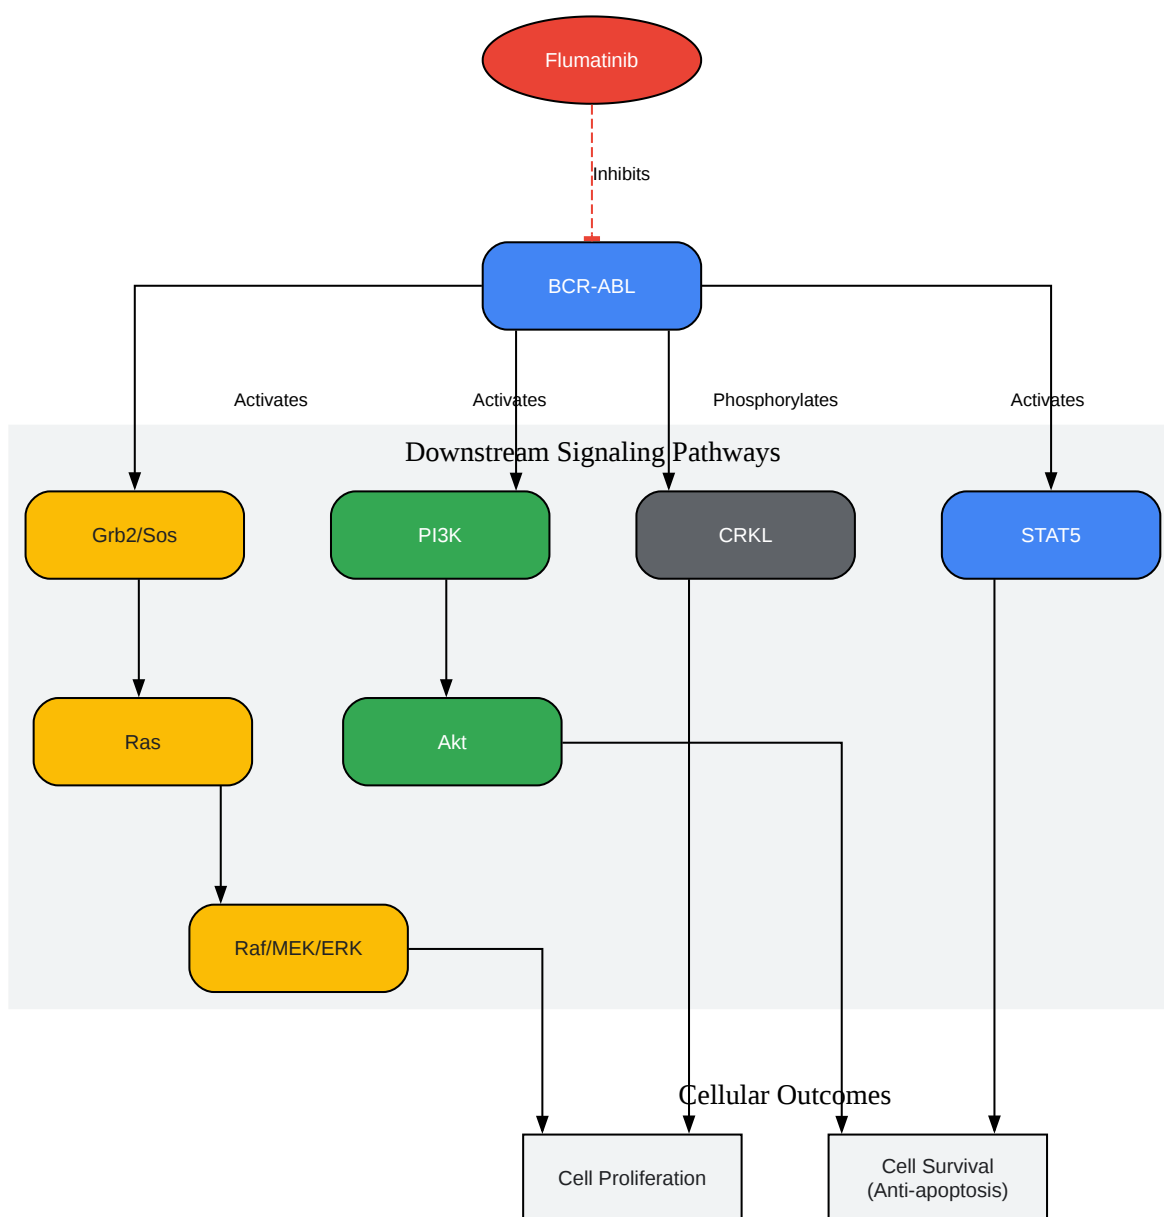 Flumatinib
Inhibits
BCR-ABL
Activates
Activates
Phosphorylates
Activates
Downstream Signaling Pathways
Grb2/Sos
PI3K
CRKL
STAT5
Ras
Akt
Raf/MEK/ERK
Cellular Outcomes
Cell Proliferation
Cell Survival
(Anti-apoptosis)